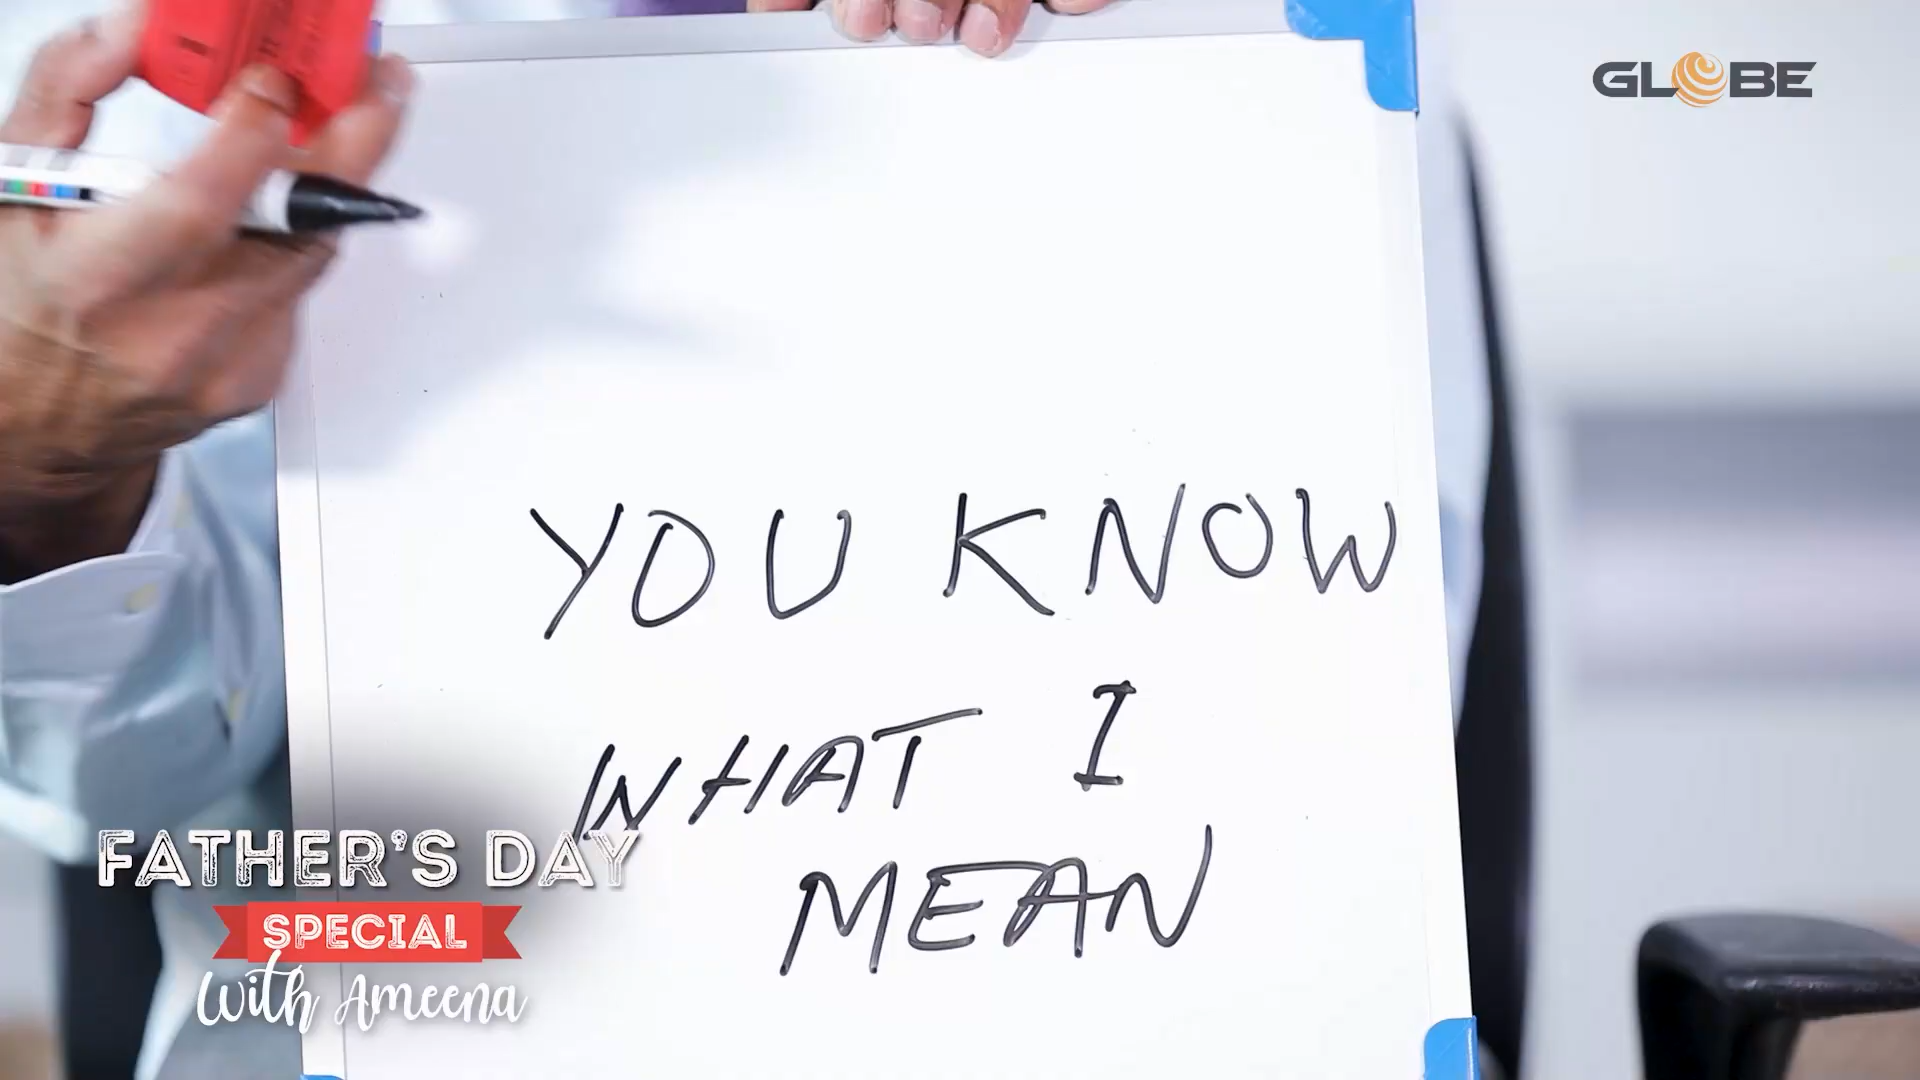 GLOBE
YOU KNOW
WHAT I
MEAN
FATHER'S DAY
SPECIAL
With Ameena